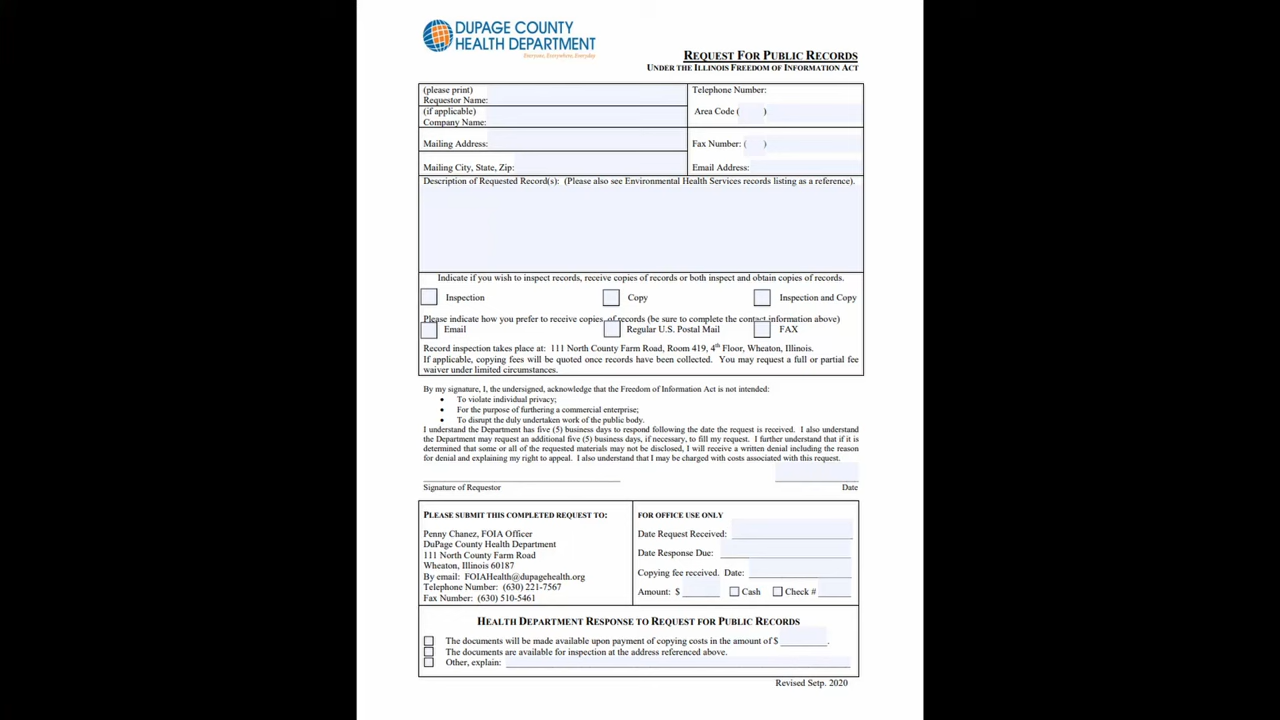 DUPAGE COUNTY
HEALTH DEPARTMENT
Everyone, Everywhere, Everyday
REQUEST FOR PUBLIC RECORDS
UNDER THE ILLINOIS FREEDOM OF INFORMATION ACT
(please print)
Requestor Name:
Telephone Number:
(if applicable)
Company Name:
Area Code (      )
Mailing Address:
Fax Number: (      )
Mailing City, State, Zip:
Email Address:
Description of Requested Record(s): (Please also see Environmental Health Services records listing as a reference).
Indicate if you wish to inspect records, receive copies of records or both inspect and obtain copies of records.
Inspection Copy Inspection and Copy
Please indicate how you prefer to receive copies of records (be sure to complete the contact information above)
Email Regular U.S. Postal Mail FAX
Record inspection takes place at: 111 North County Farm Road, Room 419, 4th Floor, Wheaton, Illinois.
If applicable, copying fees will be quoted once records have been collected. You may request a full or partial fee
waiver under limited circumstances.
By my signature, I, the undersigned, acknowledge that the Freedom of Information Act is not intended:
• To violate individual privacy;
• For the purpose of furthering a commercial enterprise;
• To disrupt the duly undertaken work of the public body.
I understand the Department has five (5) business days to respond following the date the request is received. I also understand
the Department may request an additional five (5) business days, if necessary, to fill my request. I further understand that if it is
determined that some or all of the requested materials may not be disclosed, I will receive a written denial including the reason
for denial and explaining my right to appeal. I also understand that I may be charged with costs associated with this request.
Signature of Requestor Date
PLEASE SUBMIT THIS COMPLETED REQUEST TO:
Penny Chanez, FOIA Officer
DuPage County Health Department
111 North County Farm Road
Wheaton, Illinois 60187
By email: FOIAHealth@dupagehealth.org
Telephone Number: (630) 221-7567
Fax Number: (630) 510-5461
FOR OFFICE USE ONLY
Date Request Received:
Date Response Due:
Copying fee received. Date:
Amount: $ Cash Check #
HEALTH DEPARTMENT RESPONSE TO REQUEST FOR PUBLIC RECORDS
The documents will be made available upon payment of copying costs in the amount of $ .
The documents are available for inspection at the address referenced above.
Other, explain:
Revised Setp. 2020